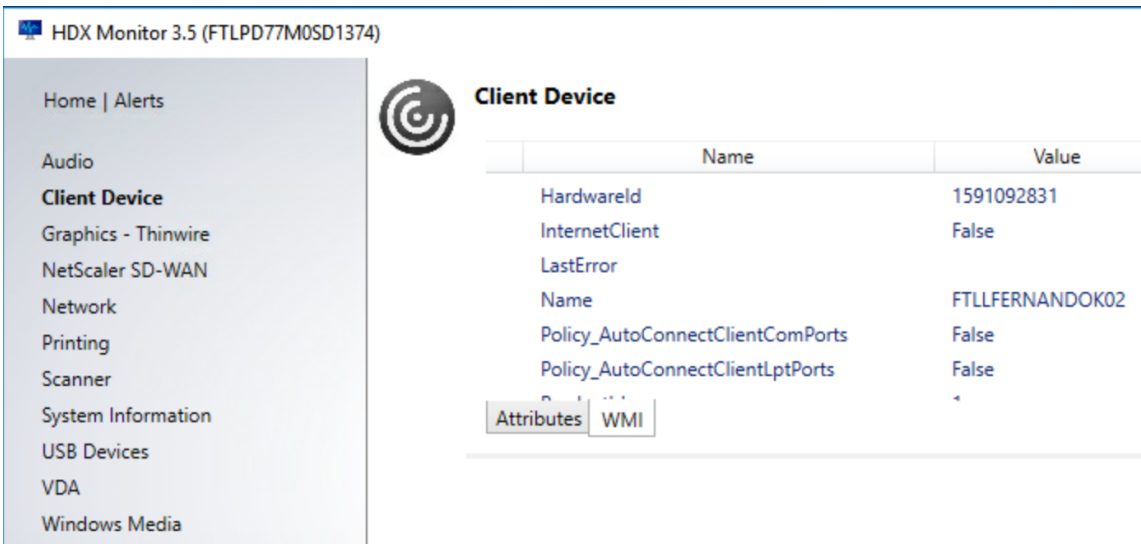 HDX Monitor 3.5 (FTLPD77M0SD1374)
Home | Alerts
Audio
Client Device
Graphics - Thinwire
NetScaler SD-WAN
Network
Printing
Scanner
System Information
USB Devices
VDA
Windows Media
Client Device
Name Value
HardwareId 1591092831
InternetClient False
LastError
Name FTLLFERNANDOK02
Policy_AutoConnectClientComPorts False
Policy_AutoConnectClientLptPorts False
Attributes WMI